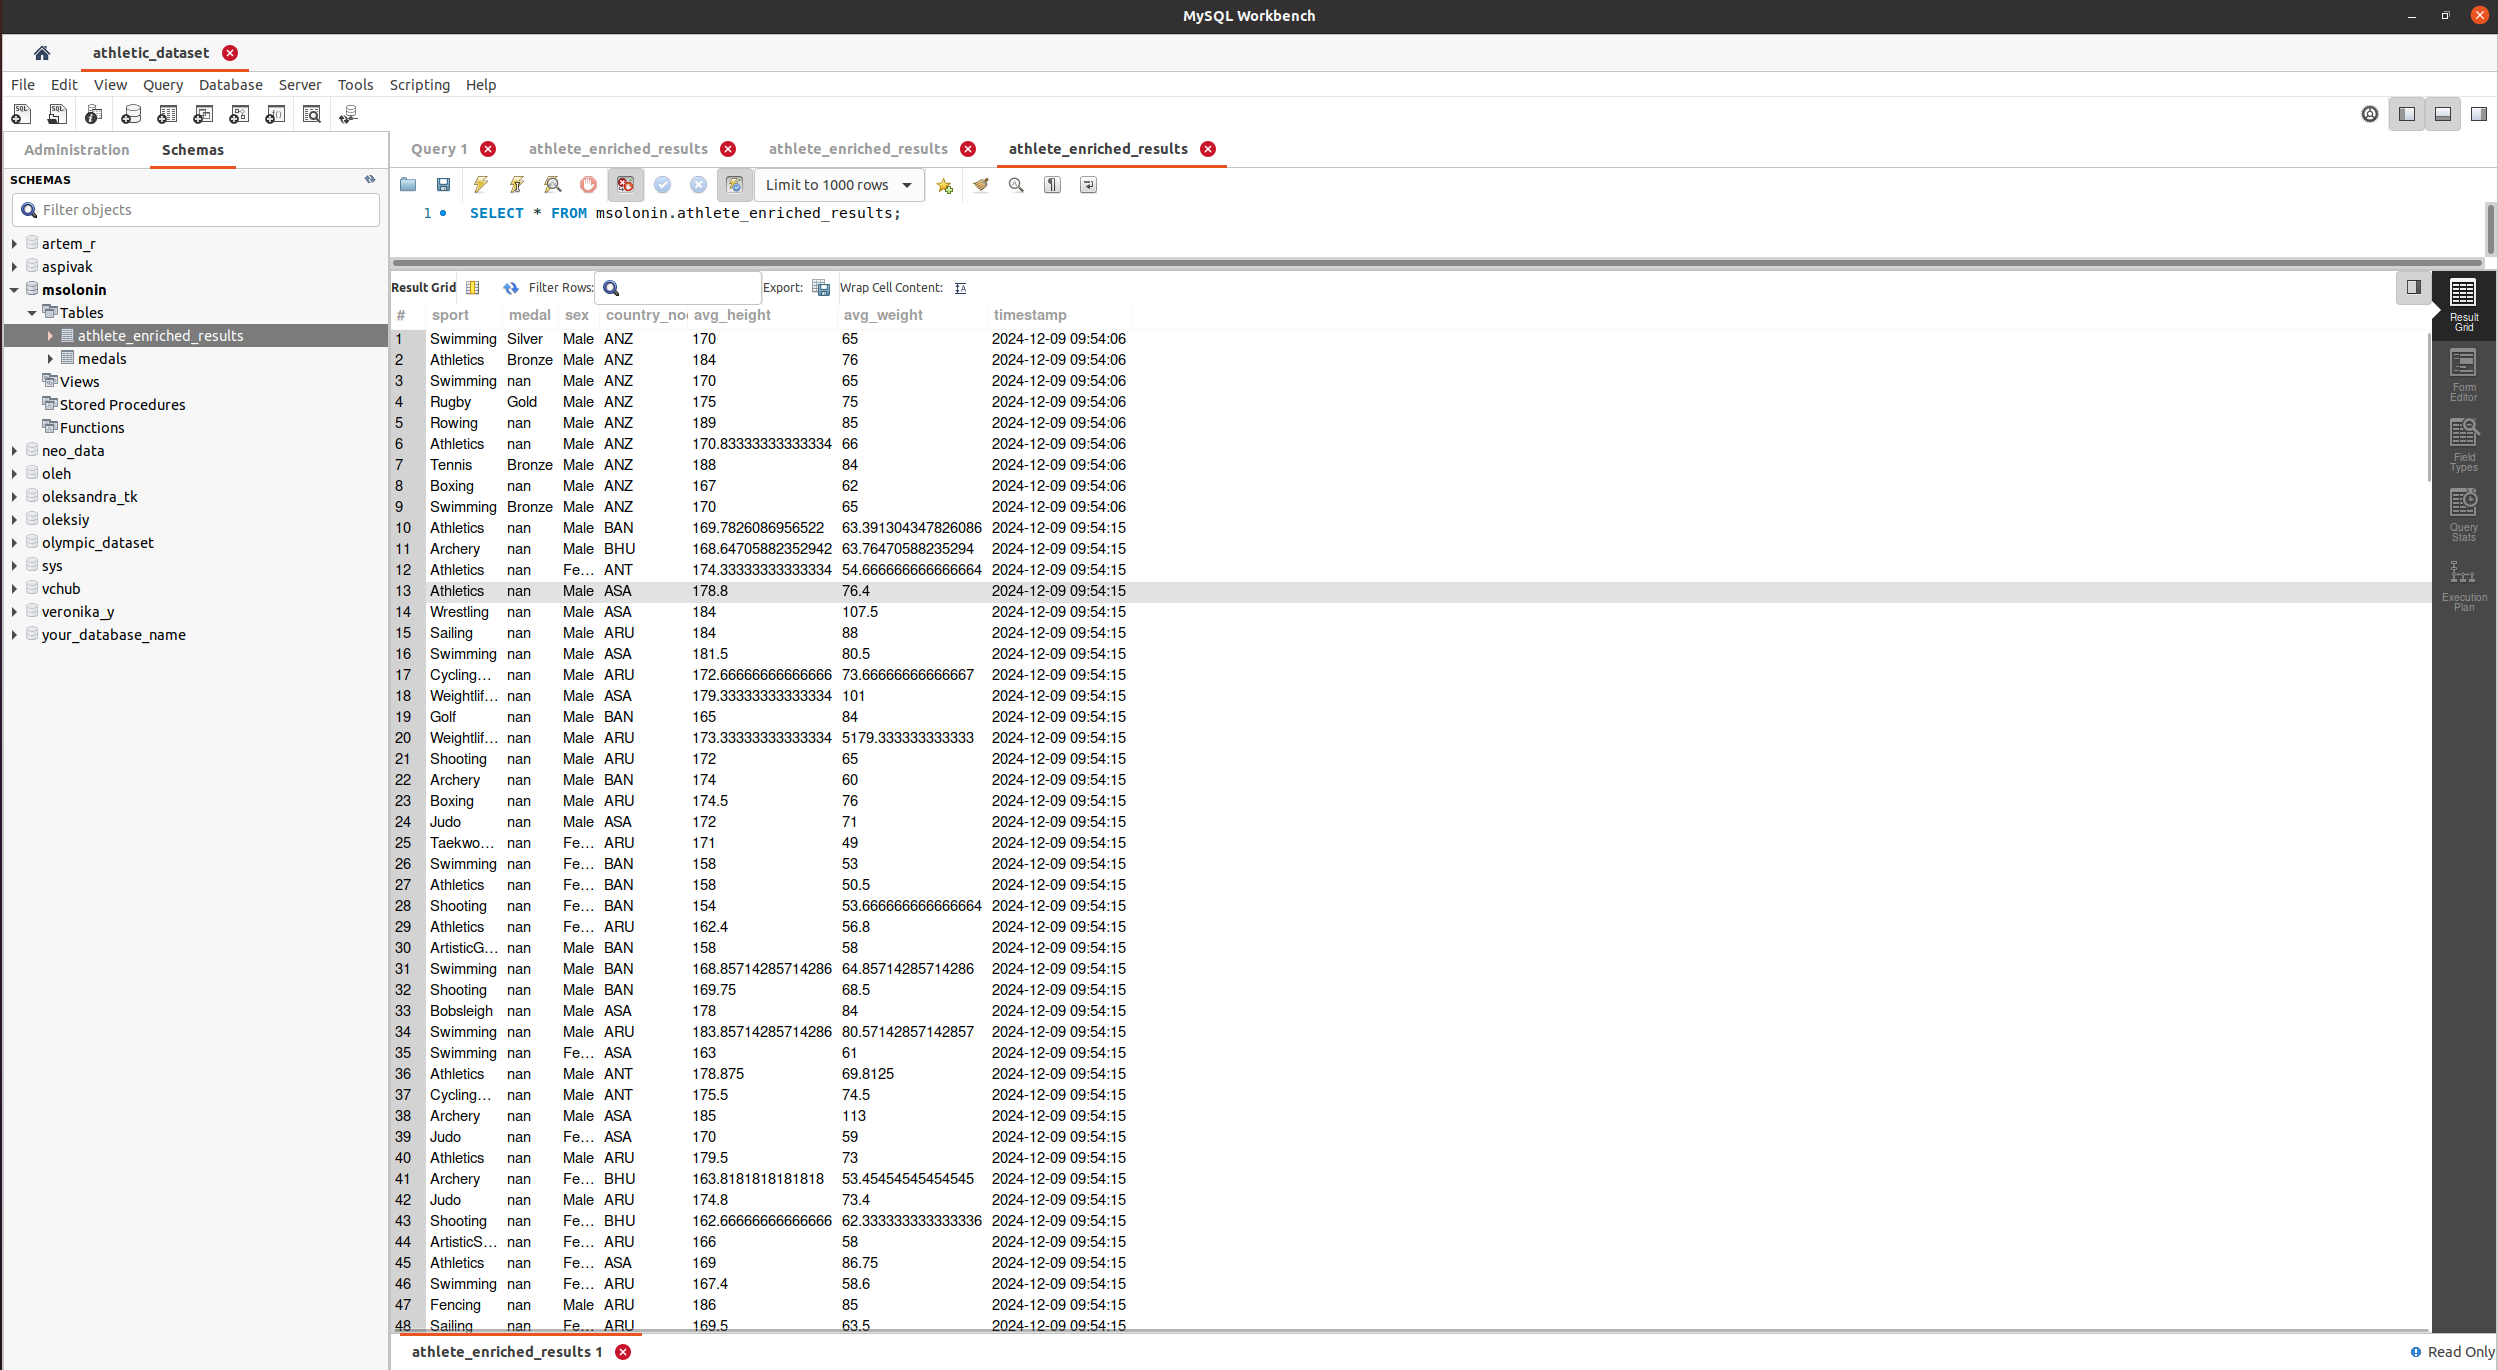 MySQL Workbench
athletic_dataset
File Edit View Query Database Server Tools Scripting Help
Administration Schemas
Query 1 athlete_enriched_results athlete_enriched_results athlete_enriched_results
SCHEMAS
Filter objects
artem_r
aspivak
msolonin
Tables
athlete_enriched_results
medals
Views
Stored Procedures
Functions
neo_data
oleh
oleksandra_tk
oleksiy
olympic_dataset
sys
vchub
veronika_y
your_database_name
Limit to 1000 rows
1 SELECT * FROM msolonin.athlete_enriched_results;
Result Grid Filter Rows: Export: Wrap Cell Content:
# sport medal sex country_no avg_height avg_weight timestamp
1 Swimming Silver Male ANZ 170 65 2024-12-09 09:54:06
2 Athletics Bronze Male ANZ 184 76 2024-12-09 09:54:06
3 Swimming nan Male ANZ 170 65 2024-12-09 09:54:06
4 Rugby Gold Male ANZ 175 75 2024-12-09 09:54:06
5 Rowing nan Male ANZ 189 85 2024-12-09 09:54:06
6 Athletics nan Male ANZ 170.83333333333334 66 2024-12-09 09:54:06
7 Tennis Bronze Male ANZ 188 84 2024-12-09 09:54:06
8 Boxing nan Male ANZ 167 62 2024-12-09 09:54:06
9 Swimming Bronze Male ANZ 170 65 2024-12-09 09:54:06
10 Athletics nan Male BAN 169.7826086956522 63.391304347826086 2024-12-09 09:54:15
11 Archery nan Male BHU 168.64705882352942 63.76470588235294 2024-12-09 09:54:15
12 Athletics nan Fe... ANT 174.33333333333334 54.666666666666664 2024-12-09 09:54:15
13 Athletics nan Male ASA 178.8 76.4 2024-12-09 09:54:15
14 Wrestling nan Male ASA 184 107.5 2024-12-09 09:54:15
15 Sailing nan Male ARU 184 88 2024-12-09 09:54:15
16 Swimming nan Male ASA 181.5 80.5 2024-12-09 09:54:15
17 Cycling... nan Male ARU 172.66666666666666 73.66666666666667 2024-12-09 09:54:15
18 Weightlif... nan Male ASA 179.33333333333334 101 2024-12-09 09:54:15
19 Golf nan Male BAN 165 84 2024-12-09 09:54:15
20 Weightlif... nan Male ARU 173.33333333333334 5179.333333333333 2024-12-09 09:54:15
21 Shooting nan Male ARU 172 65 2024-12-09 09:54:15
22 Archery nan Male BAN 174 60 2024-12-09 09:54:15
23 Boxing nan Male ARU 174.5 76 2024-12-09 09:54:15
24 Judo nan Male ASA 172 71 2024-12-09 09:54:15
25 Taekwo... nan Fe... ARU 171 49 2024-12-09 09:54:15
26 Swimming nan Fe... BAN 158 53 2024-12-09 09:54:15
27 Athletics nan Fe... BAN 158 50.5 2024-12-09 09:54:15
28 Shooting nan Fe... BAN 154 53.666666666666664 2024-12-09 09:54:15
29 Athletics nan Fe... ARU 162.4 56.8 2024-12-09 09:54:15
30 ArtisticG... nan Male BAN 158 58 2024-12-09 09:54:15
31 Swimming nan Male BAN 168.85714285714286 64.85714285714286 2024-12-09 09:54:15
32 Shooting nan Male BAN 169.75 68.5 2024-12-09 09:54:15
33 Bobsleigh nan Male ASA 178 84 2024-12-09 09:54:15
34 Swimming nan Male ARU 183.85714285714286 80.57142857142857 2024-12-09 09:54:15
35 Swimming nan Fe... ASA 163 61 2024-12-09 09:54:15
36 Athletics nan Male ANT 178.875 69.8125 2024-12-09 09:54:15
37 Cycling... nan Male ANT 175.5 74.5 2024-12-09 09:54:15
38 Archery nan Male ASA 185 113 2024-12-09 09:54:15
39 Judo nan Fe... ASA 170 59 2024-12-09 09:54:15
40 Athletics nan Male ARU 179.5 73 2024-12-09 09:54:15
41 Archery nan Fe... BHU 163.8181818181818 53.45454545454545 2024-12-09 09:54:15
42 Judo nan Male ARU 174.8 73.4 2024-12-09 09:54:15
43 Shooting nan Fe... BHU 162.66666666666666 62.333333333333336 2024-12-09 09:54:15
44 ArtisticS... nan Fe... ARU 166 58 2024-12-09 09:54:15
45 Athletics nan Fe... ASA 169 86.75 2024-12-09 09:54:15
46 Swimming nan Fe... ARU 167.4 58.6 2024-12-09 09:54:15
47 Fencing nan Male ARU 186 85 2024-12-09 09:54:15
48 Sailing nan Fe... ARU 169.5 63.5 2024-12-09 09:54:15
Result
Grid
Form
Editor
Field
Types
Query
Stats
Execution
Plan
athlete_enriched_results 1
Read Only